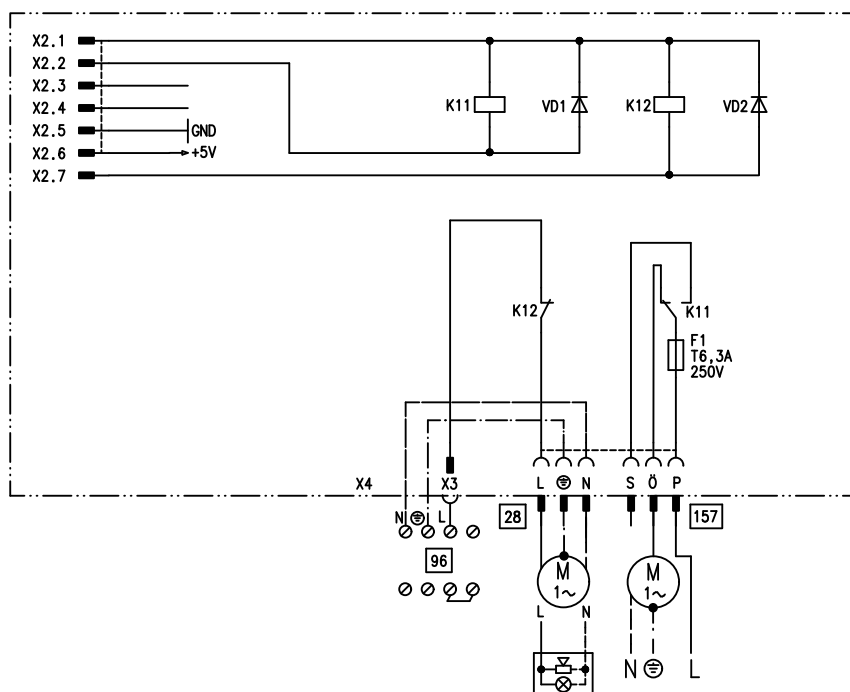 X2.1
X2.2
X2.3
X2.4
X2.5 GND
X2.6 +5V
X2.7
K11 VD1 K12 VD2
K12 K11
F1
T6,3A
250V
X4 X3 L N S Ö P
N L 28 157
96
M M
1~ 1~
L N
N L